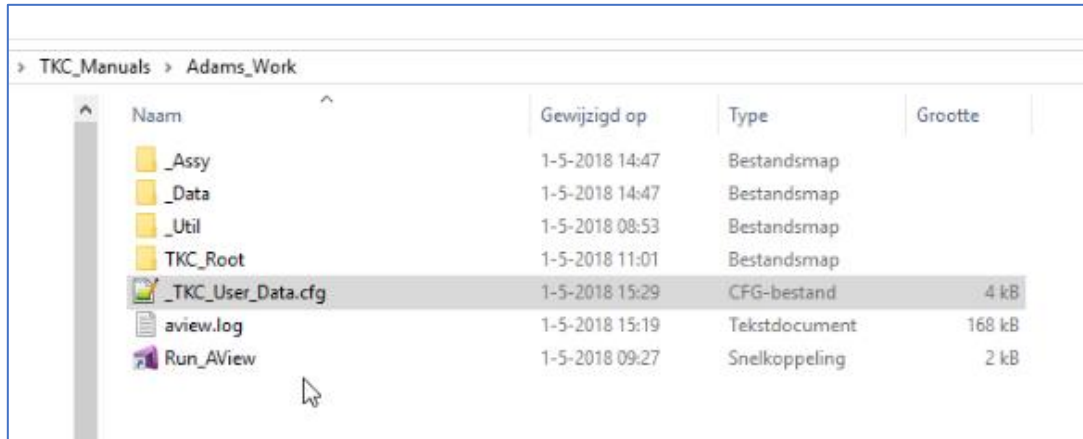 > TKC_Manuals > Adams_Work
Naam Gewijzigd op Type Grootte
_Assy 1-5-2018 14:47 Bestandsmap
_Data 1-5-2018 14:47 Bestandsmap
_Util 1-5-2018 08:53 Bestandsmap
TKC_Root 1-5-2018 11:01 Bestandsmap
_TKC_User_Data.cfg 1-5-2018 15:29 CFG-bestand 4 kB
aview.log 1-5-2018 15:19 Tekstdocument 168 kB
Run_AView 1-5-2018 09:27 Snelkoppeling 2 kB